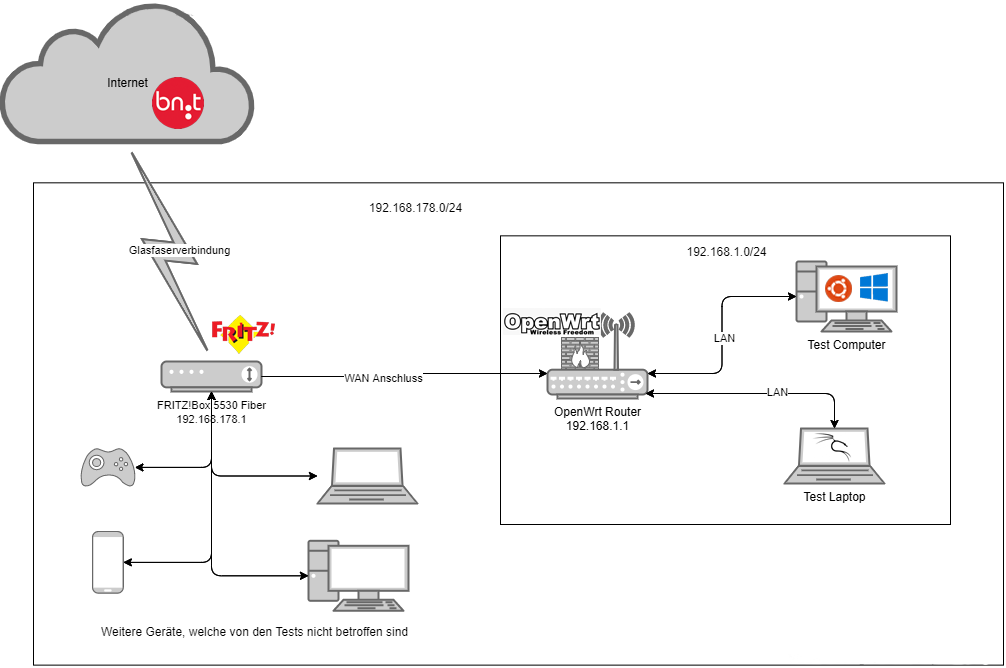 Internet
bn:t
192.168.178.0/24
192.168.1.0/24
Glasfaserverbindung
FRITZ!
OpenWrt
Wireless Freedom
LAN
Test Computer
WAN Anschluss
FRITZ!Box 5530 Fiber
192.168.178.1
OpenWrt Router
192.168.1.1
LAN
Test Laptop
Weitere Geräte, welche von den Tests nicht betroffen sind